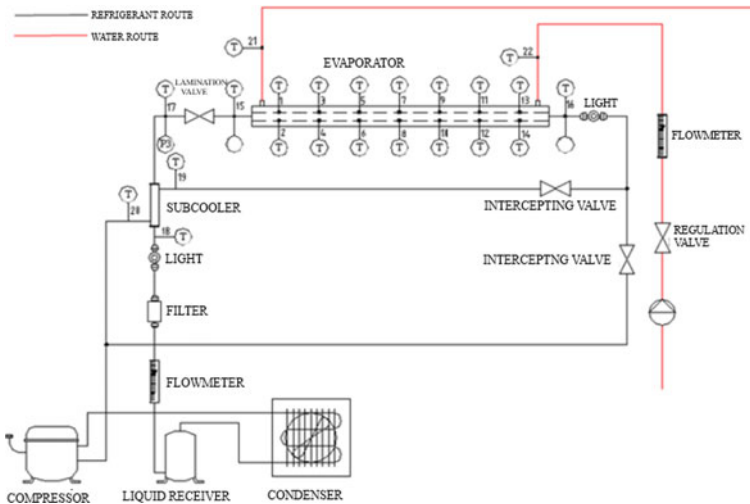 REFRIGERANT ROUTE
WATER ROUTE
21
T
22
T
EVAPORATOR
LAMINATION
VALVE
T T T T T T T T T T
17 15 1 3 5 7 9 11 13 16
LIGHT
2 4 6 8 10 12 14
P3 T T T T T T T
FLOWMETER
T
19
20
T
SUBCOOLER
INTERCEPTING VALVE
REGULATION
VALVE
18
T
LIGHT
INTERCEPTNG VALVE
FILTER
FLOWMETER
COMPRESSOR
LIQUID RECEIVER
CONDENSER